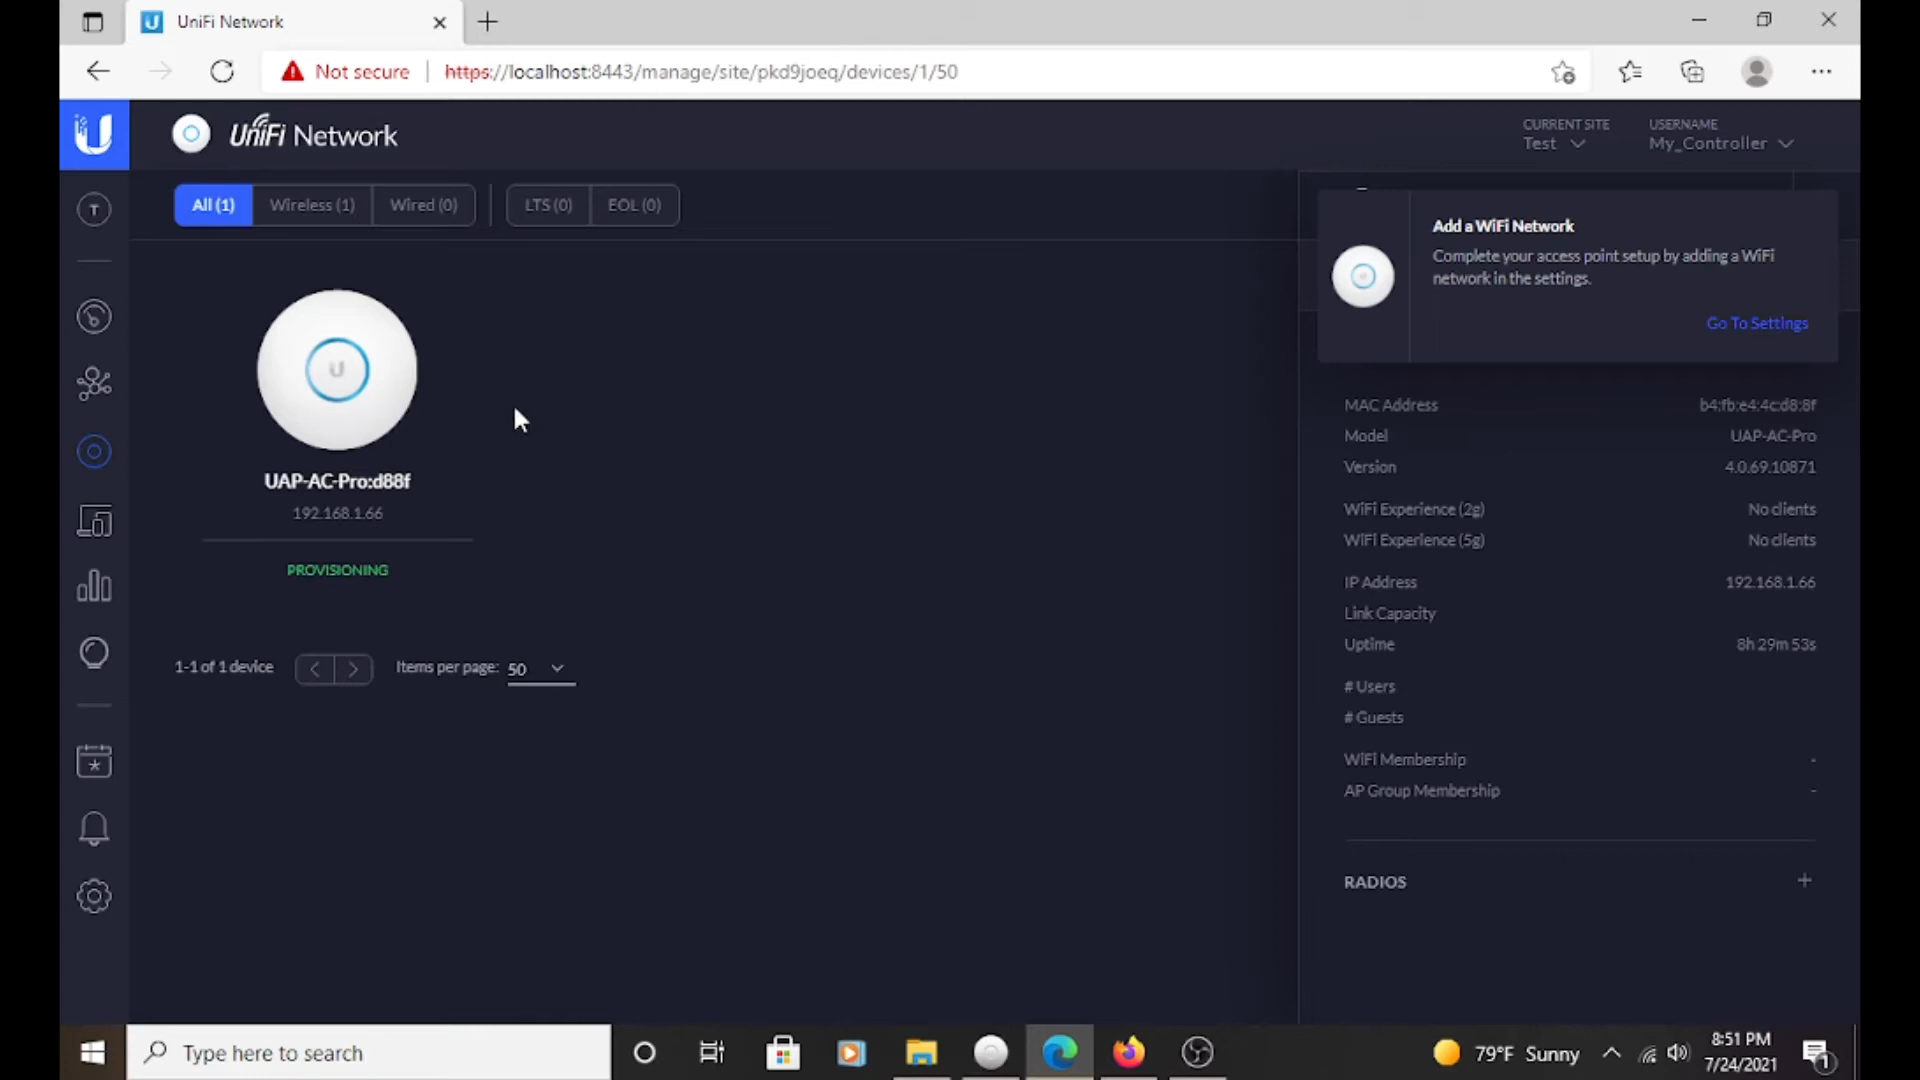 UniFi Network
Not secure
https://localhost:8443/manage/site/pkd9joeq/devices/1/50
U
UniFi Network
CURRENT SITE
Test
USERNAME
My_Controller
T
All (1)
Wireless (1)
Wired (0)
LTS (0)
EOL (0)
Add a WiFi Network
Complete your access point setup by adding a WiFi
network in the settings.
Go To Settings
U
UAP-AC-Pro:d88f
192.168.1.66
PROVISIONING
1-1 of 1 device
Items per page: 50
MAC Address b4:fb:e4:4c:d8:8f
Model UAP-AC-Pro
Version 4.0.69.10871
WiFi Experience (2g) No clients
WiFi Experience (5g) No clients
IP Address 192.168.1.66
Link Capacity
Uptime 8h 29m 53s
# Users
# Guests
WiFi Membership -
AP Group Membership -
RADIOS +
Type here to search
79°F Sunny
8:51 PM
7/24/2021
1